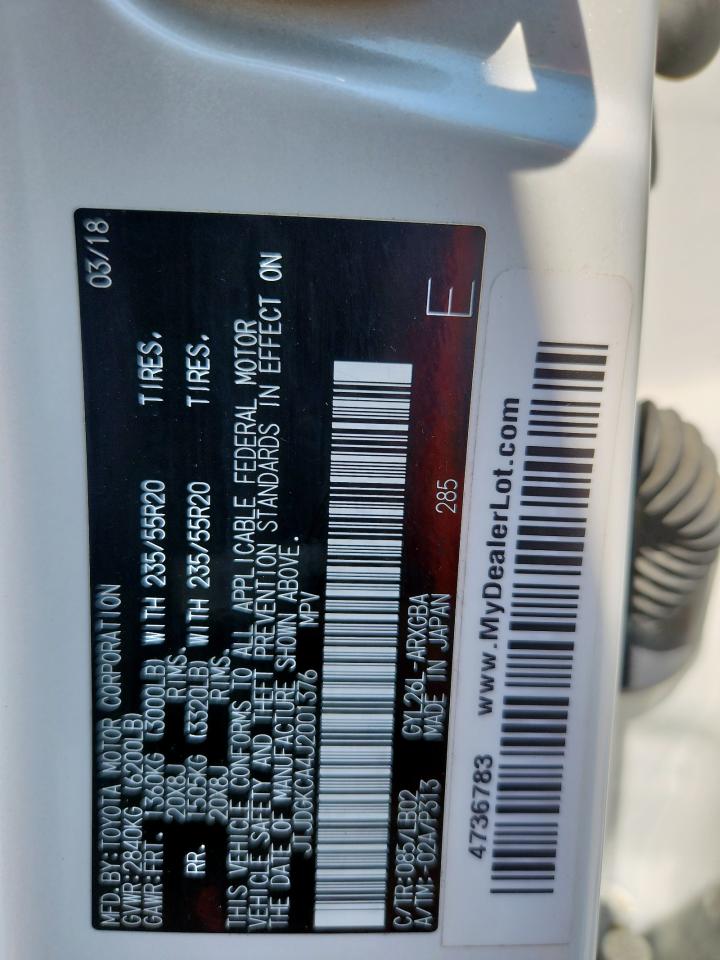 MFD. BY: TOYOTA MOTOR CORPORATION 03/18
GVWR: 2840KG (6200LB)
GAWR: FRT. 1360KG (3000LB) WITH 235/55R20 TIRES,
20X8J RIMS.
RR. 1505KG (3320LB) WITH 235/55R20 TIRES,
20X8J RIMS.
THIS VEHICLE CONFORMS TO ALL APPLICABLE FEDERAL MOTOR
VEHICLE SAFETY AND THEFT PREVENTION STANDARDS IN EFFECT ON
THE DATE OF MANUFACTURE SHOWN ABOVE.
JTJDGKCA4J2001376 MPV
C/TR: 085/LB02 GYL26L-ARXGBA
A/TM: -02A/P313 MADE IN JAPAN 285
E
4736783 www.MyDealerLot.com